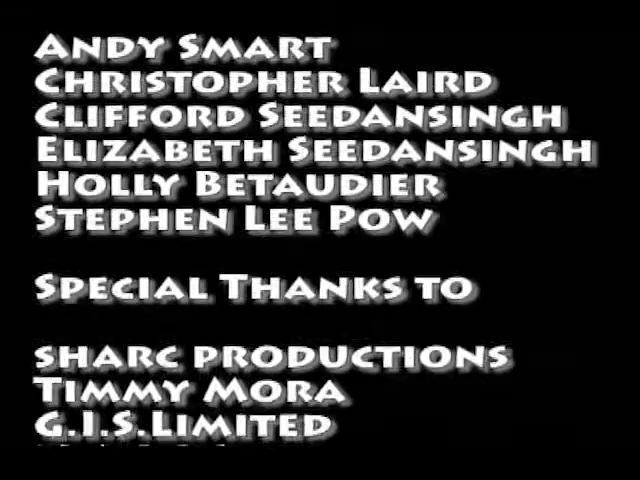 Andy Smart
Christopher Laird
Clifford Seedansingh
Elizabeth Seedansingh
Holly Betaudier
Stephen Lee Pow
Special Thanks to
sharc productions
Timmy Mora
G.I.S.Limited